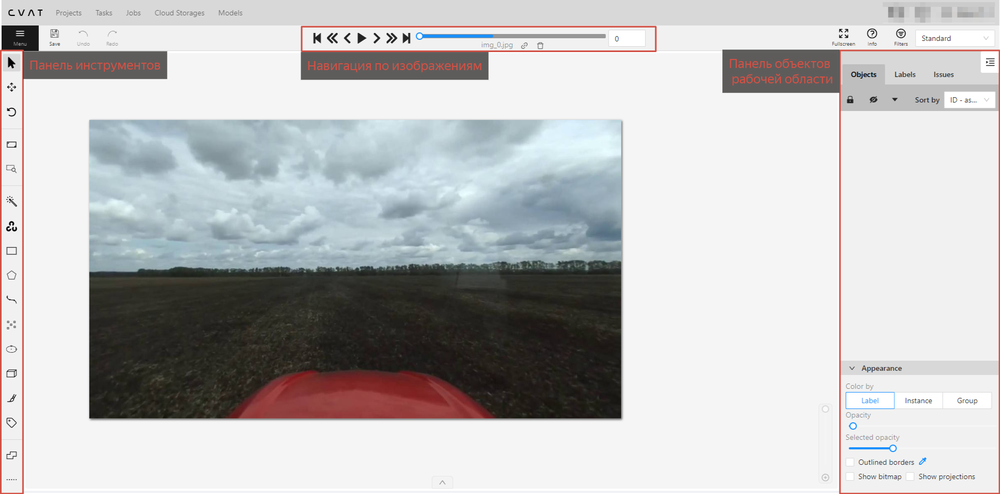 CVAT Projects Tasks Jobs Cloud Storages Models
Menu Save Undo Redo
img_0.jpg
0
Fullscreen Info Filters Standard
Панель инструментов
Навигация по изображениям
Панель объектов
рабочей области
Objects Labels Issues
Sort by ID - as...
Appearance
Color by
Label Instance Group
Opacity
Selected opacity
Outlined borders
Show bitmap Show projections